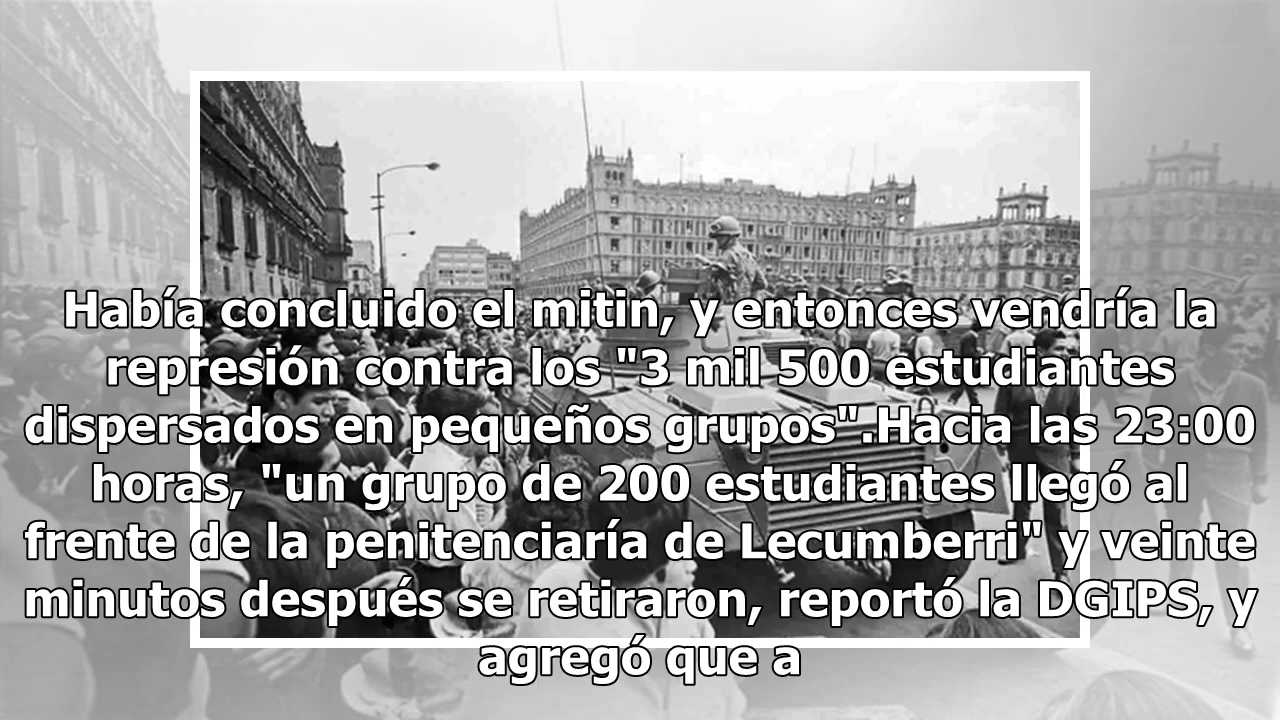 Había concluido el mitin, y entonces vendría la
represión contra los "3 mil 500 estudiantes
dispersados en pequeños grupos".Hacia las 23:00
horas, "un grupo de 200 estudiantes llegó al
frente de la penitenciaría de Lecumberri" y veinte
minutos después se retiraron, reportó la DGIPS, y
agregó que a